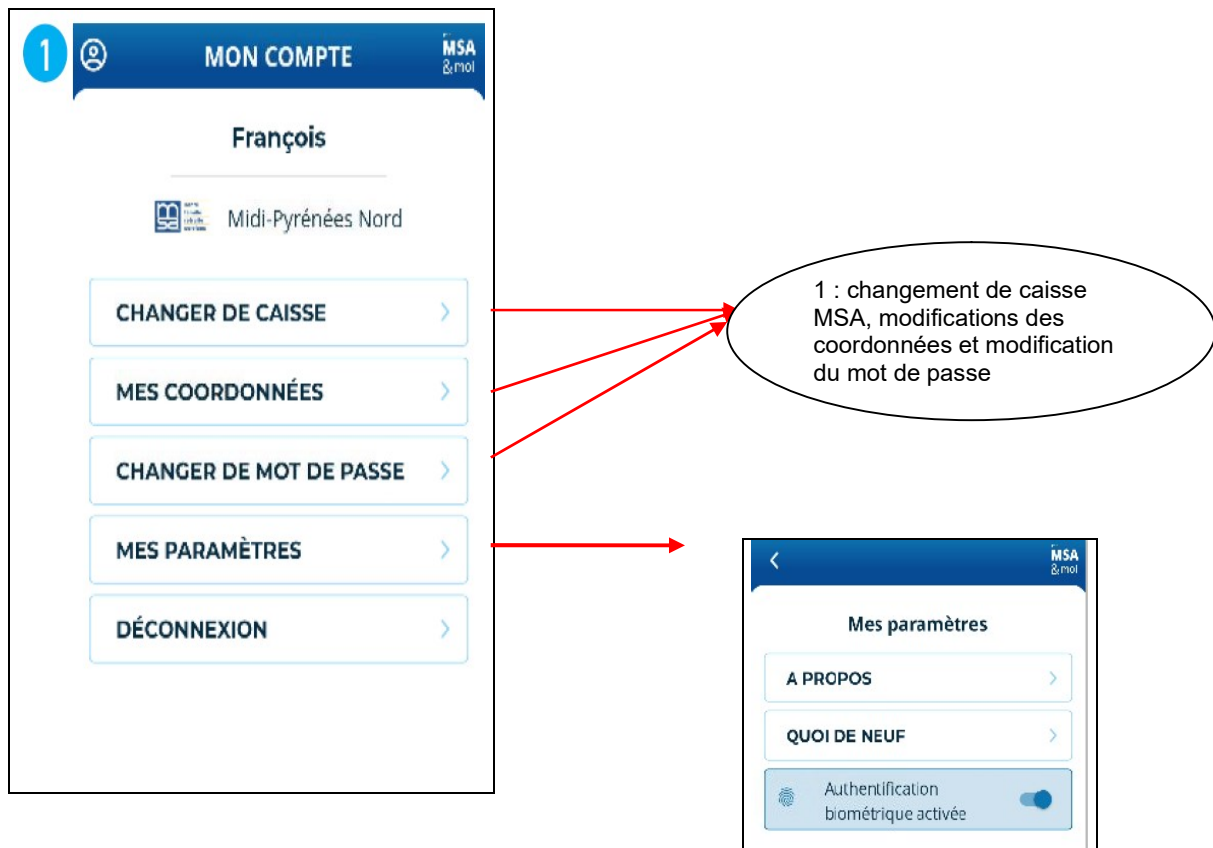 1
MON COMPTE
MSA
& moi
François
Midi-Pyrénées Nord
CHANGER DE CAISSE
MES COORDONNÉES
CHANGER DE MOT DE PASSE
MES PARAMÈTRES
DÉCONNEXION
1 : changement de caisse
MSA, modifications des
coordonnées et modification
du mot de passe
MSA
& moi
Mes paramètres
A PROPOS
QUOI DE NEUF
Authentification
biométrique activée